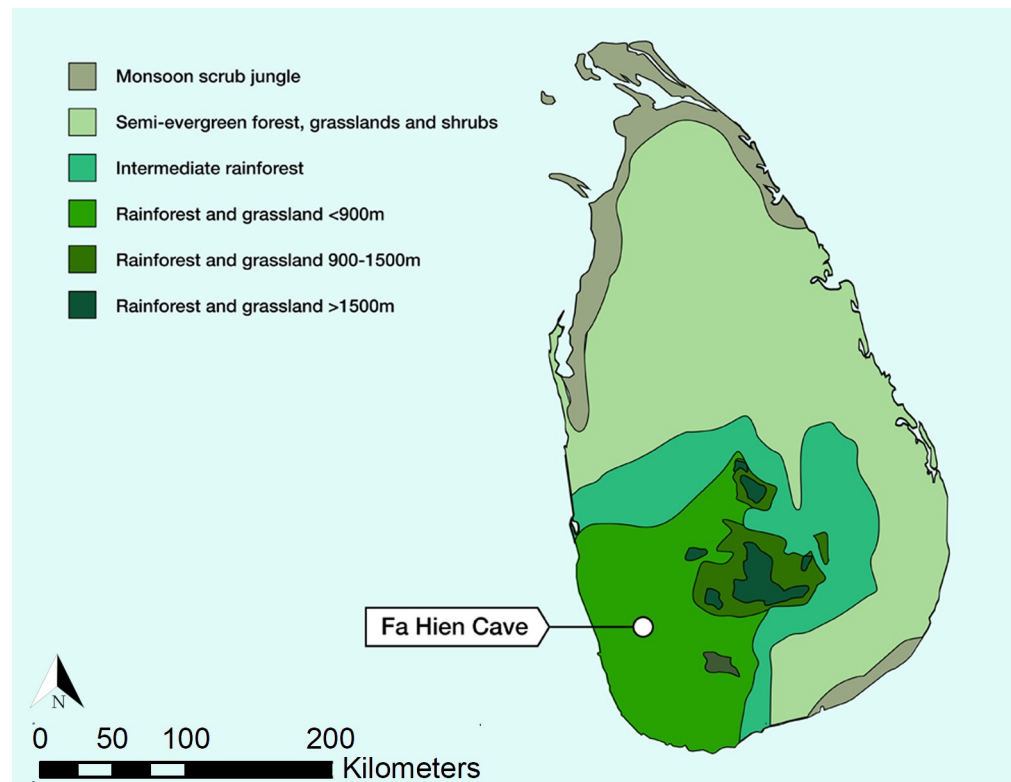 Monsoon scrub jungle
Semi-evergreen forest, grasslands and shrubs
Intermediate rainforest
Rainforest and grassland <900m
Rainforest and grassland 900-1500m
Rainforest and grassland >1500m
Fa Hien Cave
N
0 50 100 200
Kilometers